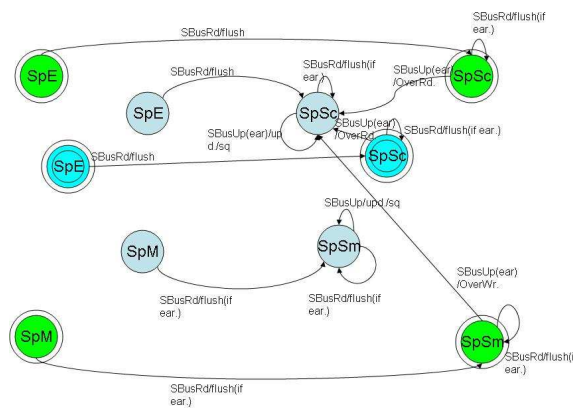 SBusRd/flush(if
ear.)
SBusRd/flush
SpE
SpSc
SBusRd/flush
SBusRd/flush(if
ear.)
SBusUp(ear)
/OverRd.
SpE
SpSc
SBusUp(ear)/up
d./sq
SBusUp(ear)
/OverRd.
SBusRd/flush(if ear.)
SBusRd/flush
SpE
SpSc
SBusUp/upd./sq
SpM
SpSm
SBusRd/flush(if
ear.)
SBusRd/flush(if
ear.)
SBusUp(ear)
/OverWr.
SpM
SpSm
SBusRd/flush(i
ear.)
SBusRd/flush(if
ear.)